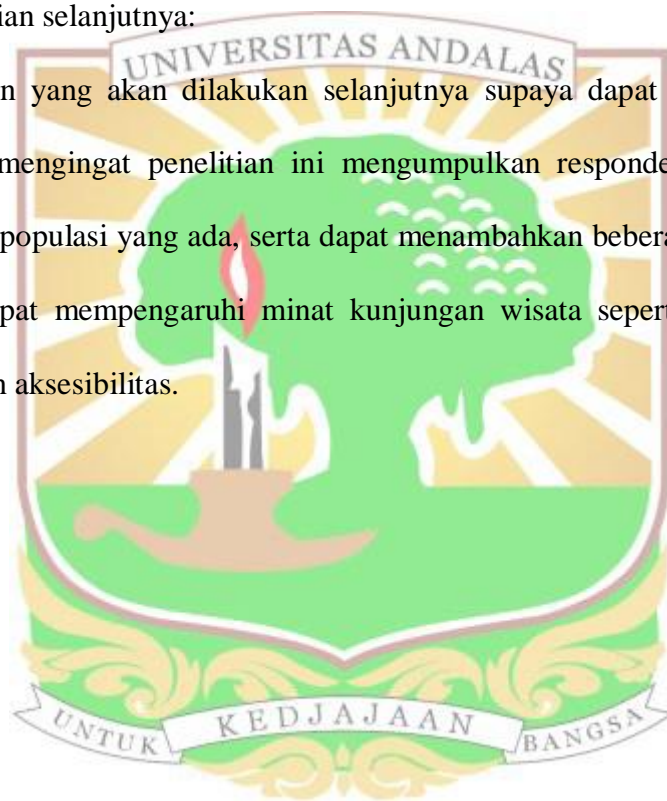 ian selanjutnya:
UNIVERSITAS ANDALAS
n yang akan dilakukan selanjutnya supaya dapat
mengingat penelitian ini mengumpulkan responde
populasi yang ada, serta dapat menambahkan bebera
pat mempengaruhi minat kunjungan wisata sepert
n aksesibilitas.
UNTUK KEDJAJAAN BANGSA